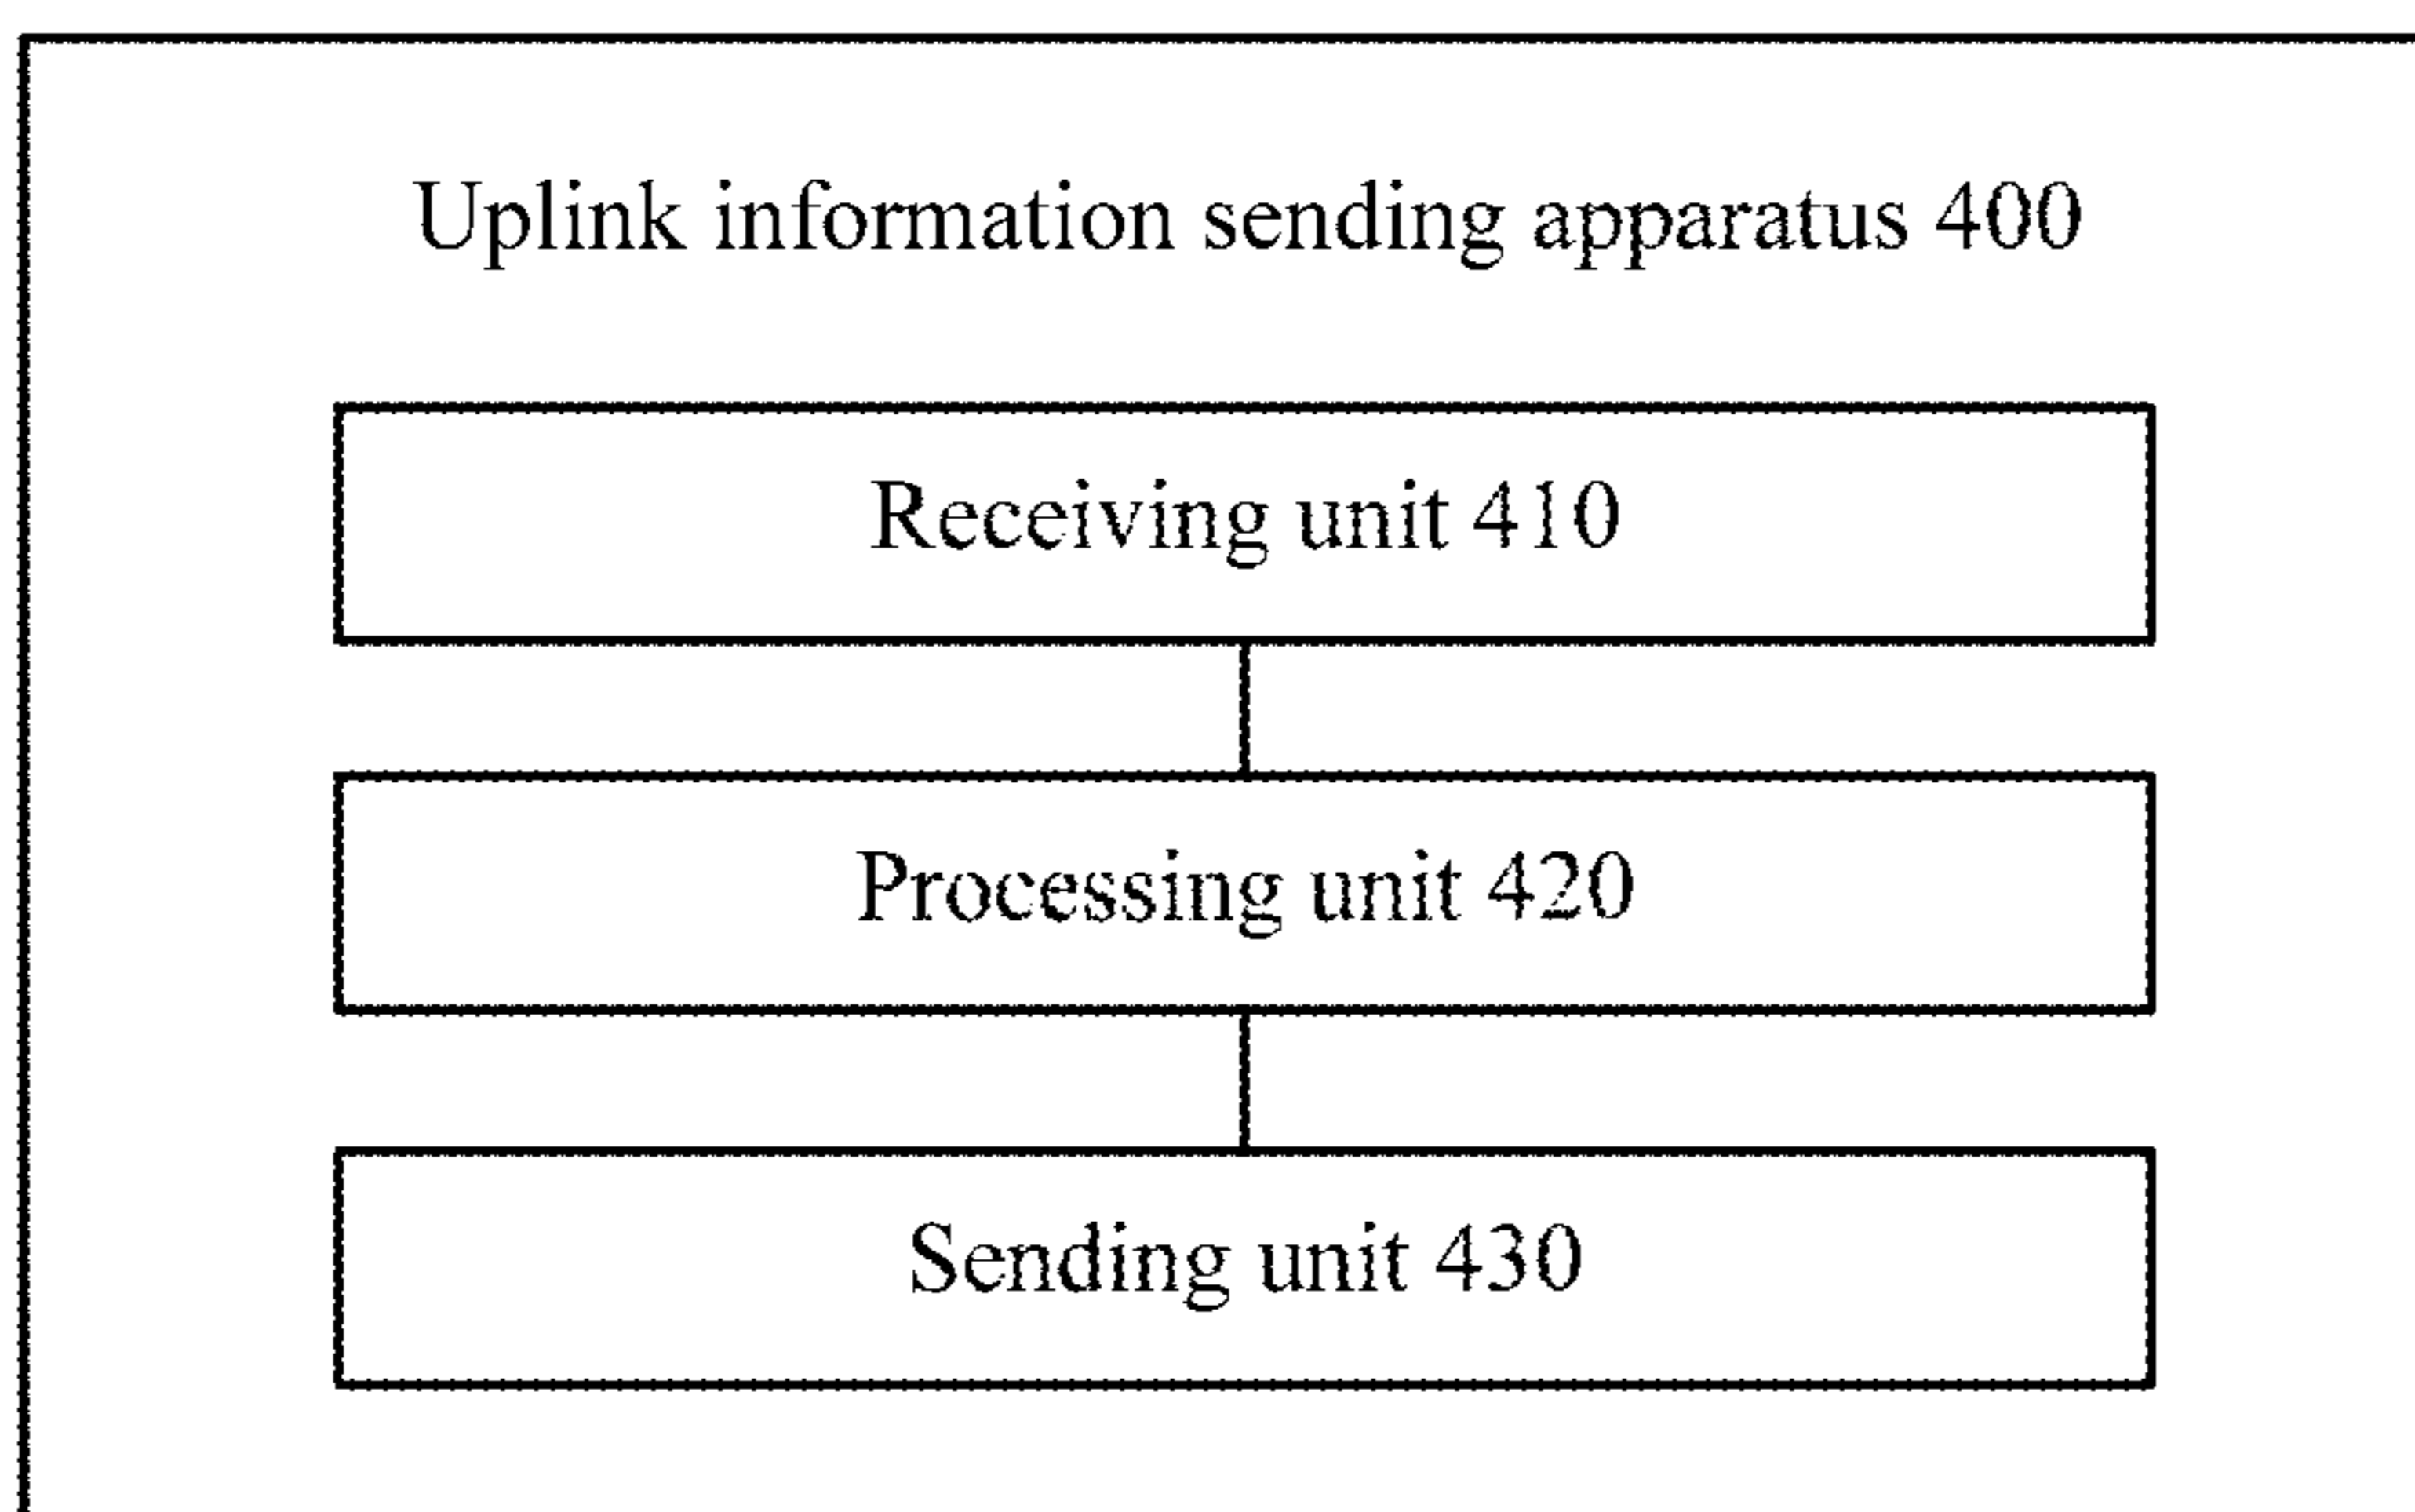 Uplink information sending apparatus 400
Receiving unit 410
Processing unit 420
Sending unit 430